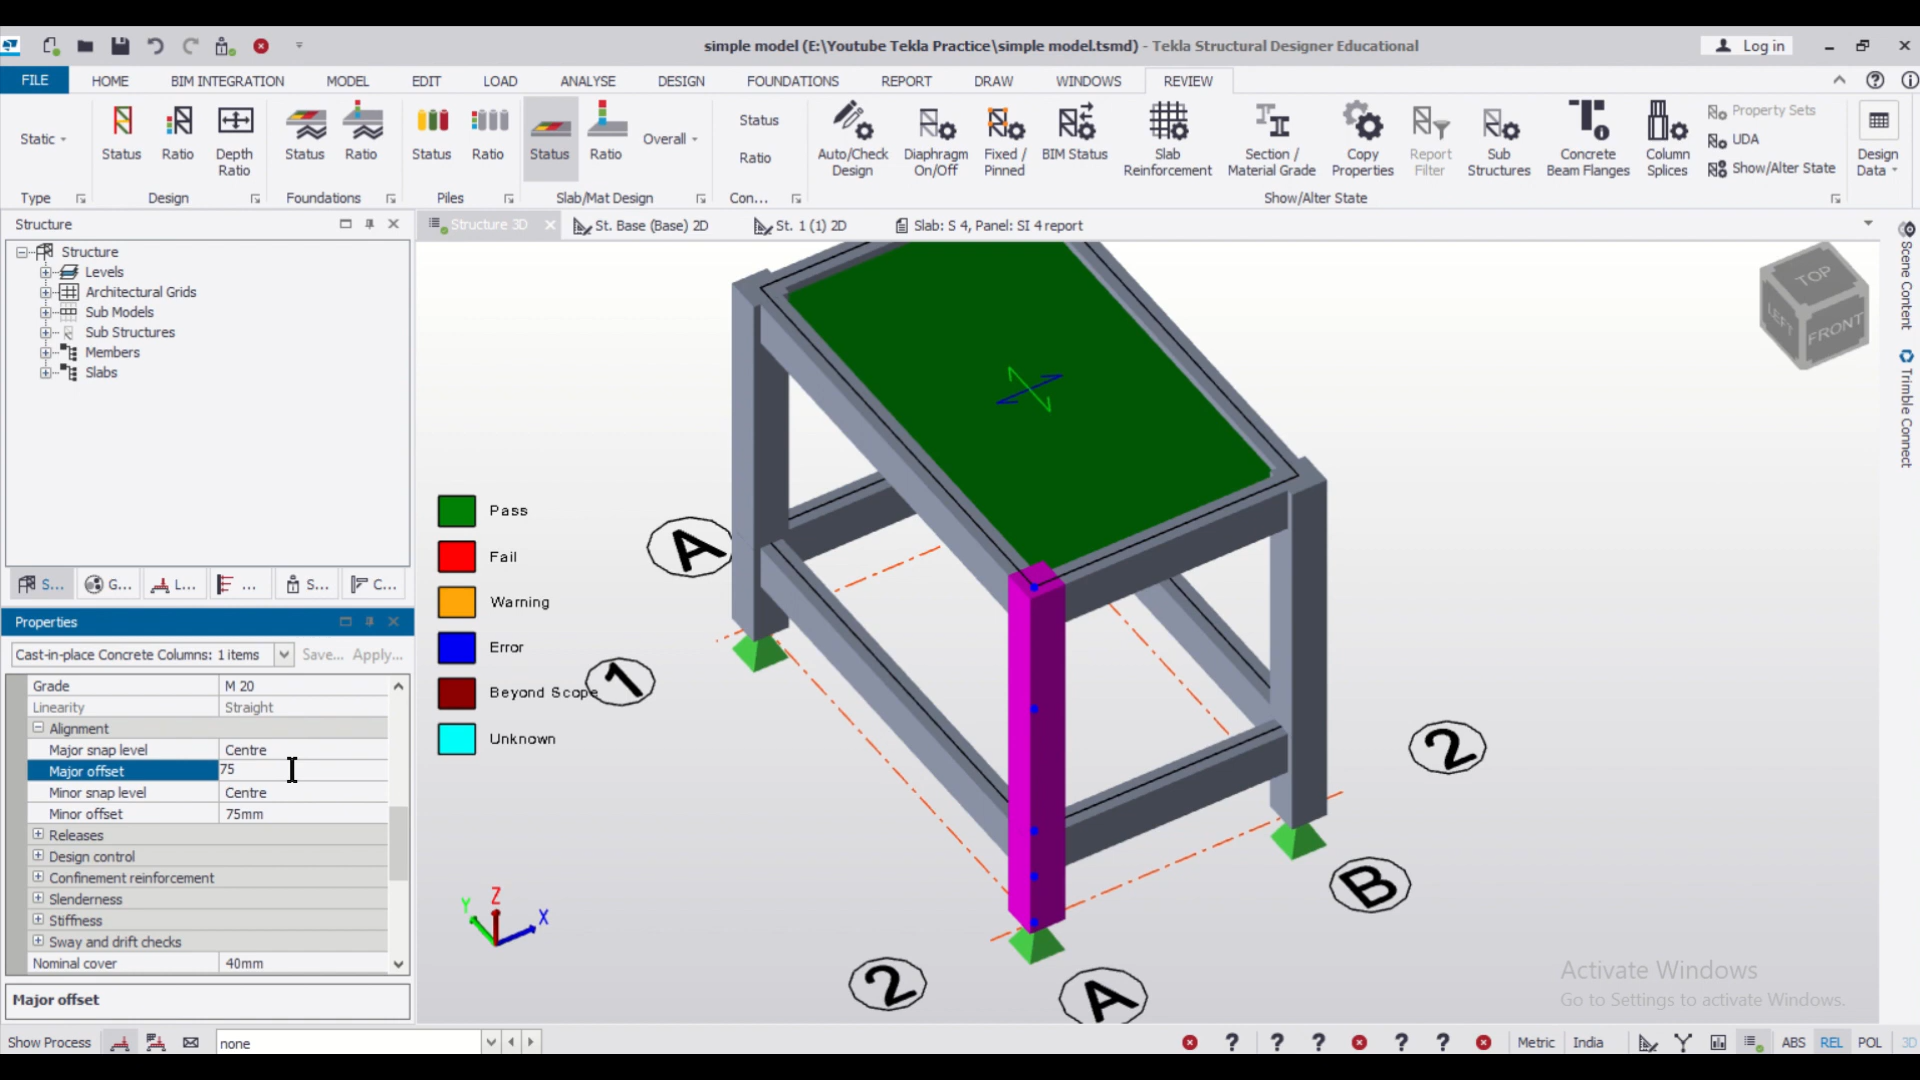 simple model (E:\Youtube Tekla Practice\simple model.tsmd) - Tekla Structural Designer Educational
Log in
FILE HOME BIM INTEGRATION MODEL EDIT LOAD ANALYSE DESIGN FOUNDATIONS REPORT DRAW WINDOWS REVIEW
Static
Type
Status
Ratio
Depth Ratio
Design
Status
Ratio
Foundations
Status
Ratio
Piles
Status
Ratio
Overall
Slab/Mat Design
Status
Ratio
Con...
Auto/Check Design
Diaphragm On/Off
Fixed / Pinned
BIM Status
Slab Reinforcement
Section / Material Grade
Copy Properties
Report Filter
Sub Structures
Concrete Beam Flanges
Column Splices
Property Sets
UDA
Show/Alter State
Show/Alter State
Design Data
Structure
Structure 3D
St. Base (Base) 2D
St. 1 (1) 2D
Slab: S 4, Panel: SI 4 report
Structure
Levels
Architectural Grids
Sub Models
Sub Structures
Members
Slabs
S...
G...
L...
...
S...
C...
Properties
Cast-in-place Concrete Columns: 1 items
Save...
Apply...
Grade M 20
Linearity Straight
Alignment
Major snap level Centre
Major offset 75
Minor snap level Centre
Minor offset 75mm
Releases
Design control
Confinement reinforcement
Slenderness
Stiffness
Sway and drift checks
Nominal cover 40mm
Major offset
Pass
Fail
Warning
Error
Beyond Scope
Unknown
A
1
2
B
2
A
Z
Y
X
TOP
LEFT
FRONT
Scene Content
Trimble Connect
Activate Windows
Go to Settings to activate Windows.
Show Process
none
Metric
India
ABS
REL
POL
3D